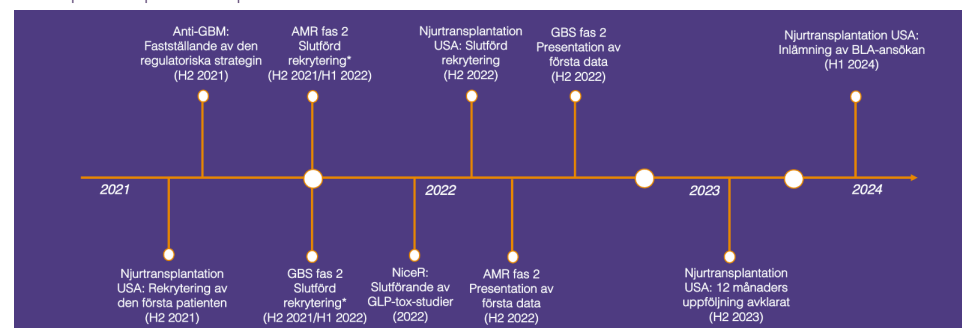 Anti-GBM:
Fastställande av den
regulatoriska strategin
(H2 2021)
AMR fas 2
Slutförd
rekrytering*
(H2 2021/H1 2022)
Njurtransplantation
USA: Slutförd
rekrytering
(H2 2022)
GBS fas 2
Presentation av
första data
(H2 2022)
Njurtransplantation USA:
Inlämning av BLA-ansökan
(H1 2024)
2021
2022
2023
2024
Njurtransplantation
USA: Rekrytering av
den första patienten
(H2 2021)
GBS fas 2
Slutförd
rekrytering*
(H2 2021/H1 2022)
NiceR:
Slutförande av
GLP-tox-studier
(2022)
AMR fas 2
Presentation av
första data
(H2 2022)
Njurtransplantation
USA: 12 månaders
uppföljning avklarat
(H2 2023)